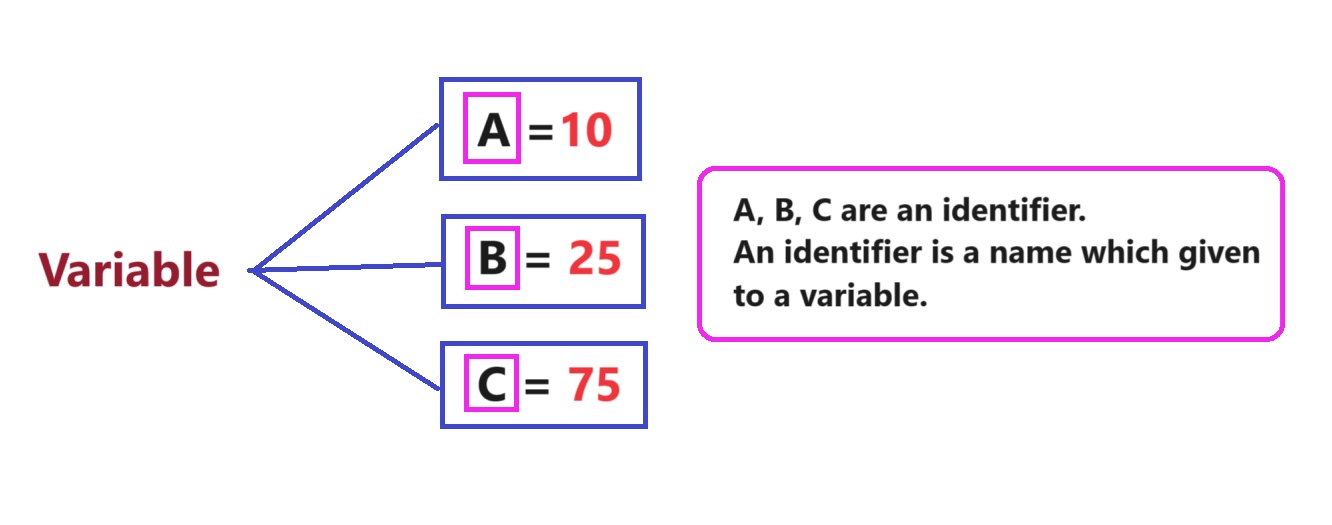 Variable
A = 10
B = 25
C = 75
A, B, C are an identifier.
An identifier is a name which given
to a variable.